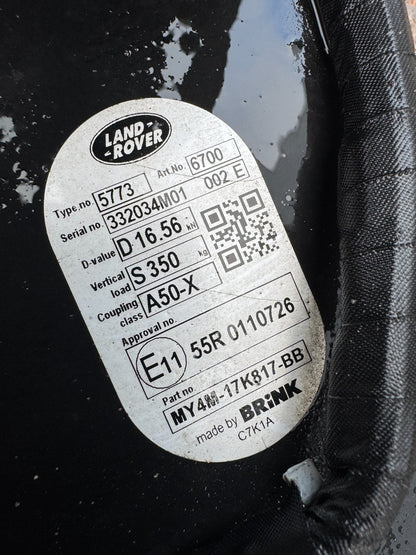 LAND-
-ROVER
Type no. 5773 Art.No 6700
Serial no. 332034M01 002 E
D-value D 16.56 kN
Vertical load S 350 kg
Coupling class A50-X
Approval no.
E11 55R 0110726
Part no
MY4M-17K817-BB
made by BRiNK
C7K1A